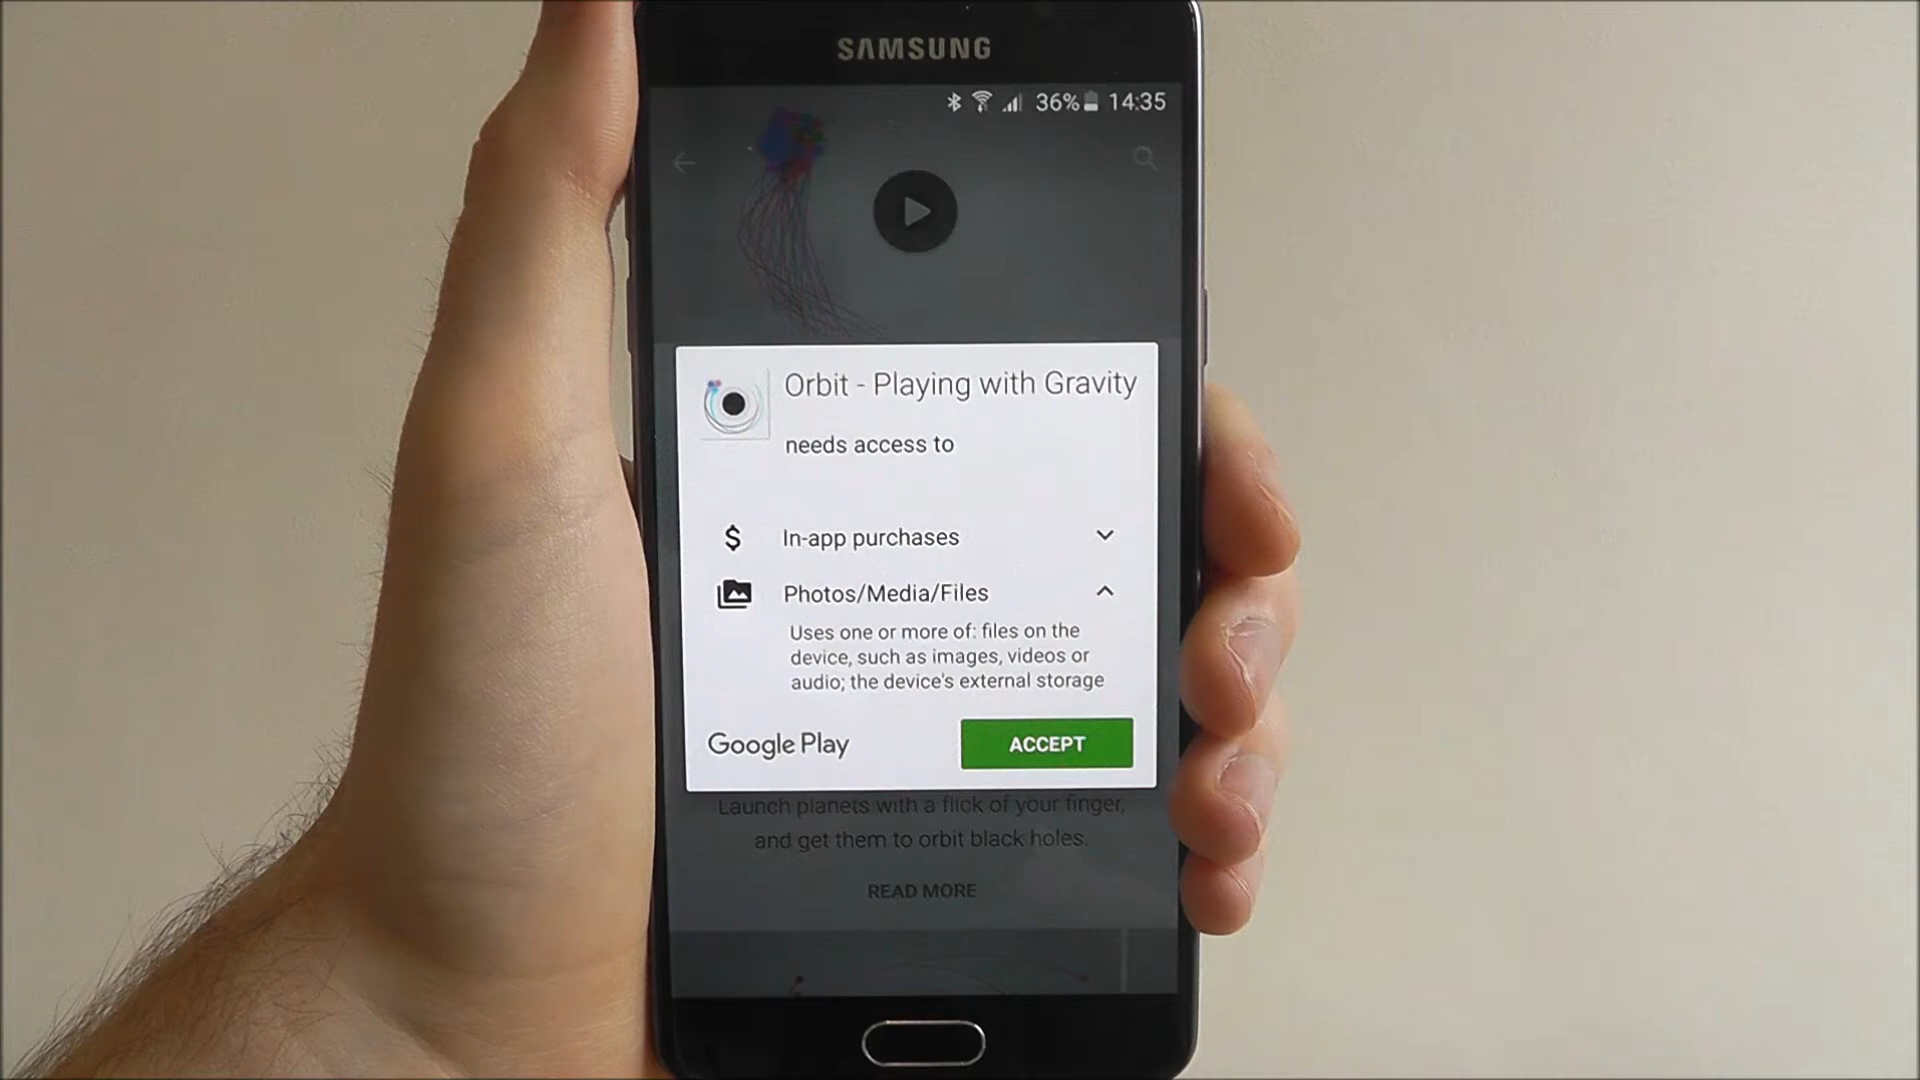 SAMSUNG
36% 14:35
Orbit - Playing with Gravity
needs access to
$ In-app purchases
Photos/Media/Files
Uses one or more of: files on the
device, such as images, videos or
audio; the device's external storage
Google Play ACCEPT
Launch planets with a flick of your finger,
and get them to orbit black holes.
READ MORE